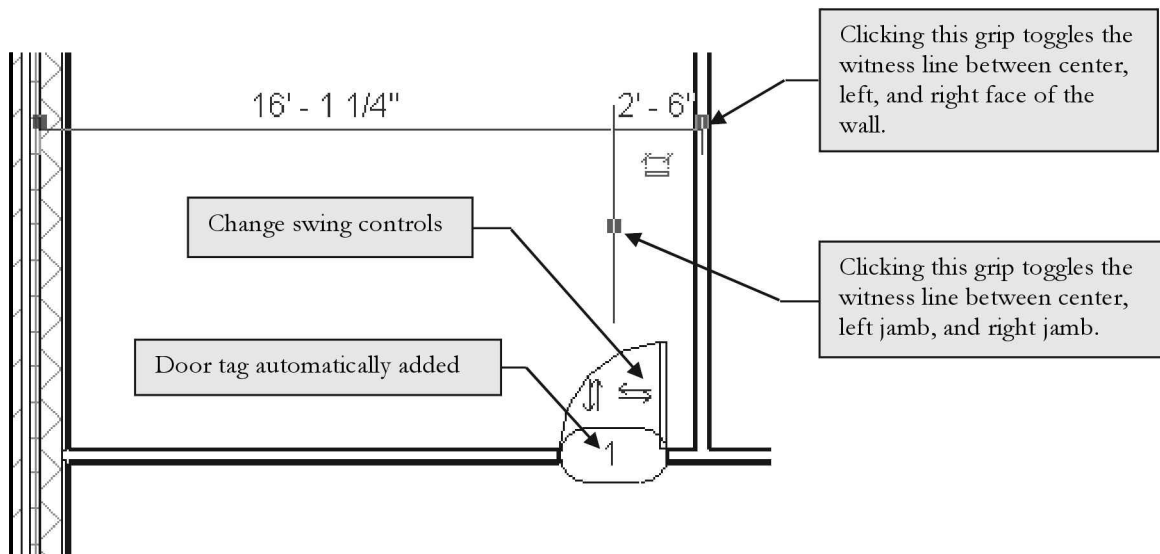 Clicking this grip toggles the
witness line between center,
left, and right face of the
wall.
16' - 1 1/4"
2' - 6"
Change swing controls
Clicking this grip toggles the
witness line between center,
left jamb, and right jamb.
Door tag automatically added
1